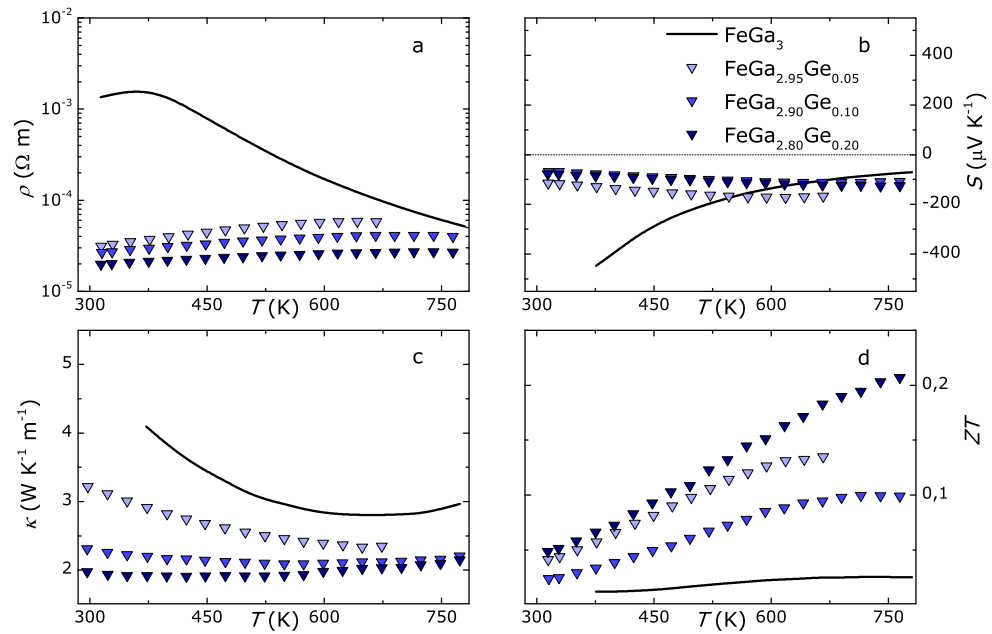 10⁻²
10⁻³
10⁻⁴
10⁻⁵
ρ (Ω m)
a
300
450
600
750
T (K)
b
FeGa₃
FeGa₂.₉₅Ge₀.₀₅
FeGa₂.₉₀Ge₀.₁₀
FeGa₂.₈₀Ge₀.₂₀
400
200
0
-200
-400
S (μV K⁻¹)
300
450
600
750
T (K)
c
5
4
3
2
κ (W K⁻¹ m⁻¹)
300
450
600
750
T (K)
d
0,2
0,1
ZT
300
450
600
750
T (K)